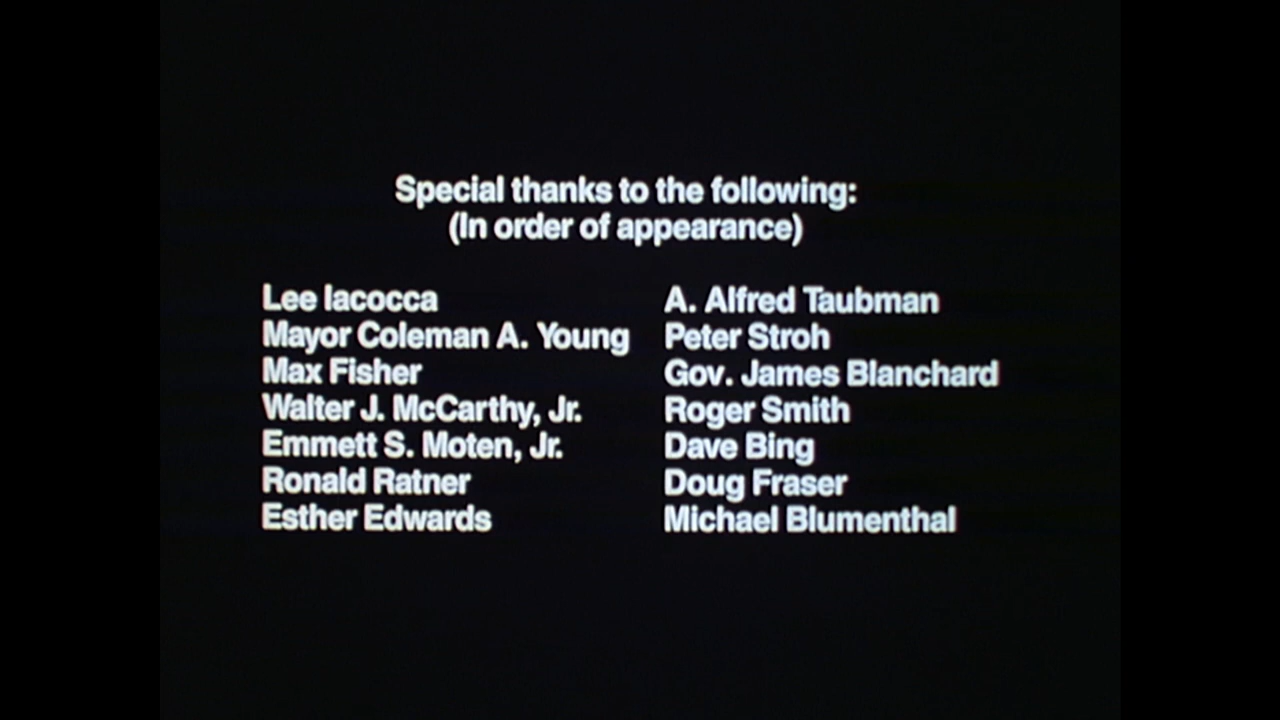 Special thanks to the following:
(In order of appearance)
Lee Iacocca
Mayor Coleman A. Young
Max Fisher
Walter J. McCarthy, Jr.
Emmett S. Moten, Jr.
Ronald Ratner
Esther Edwards
A. Alfred Taubman
Peter Stroh
Gov. James Blanchard
Roger Smith
Dave Bing
Doug Fraser
Michael Blumenthal